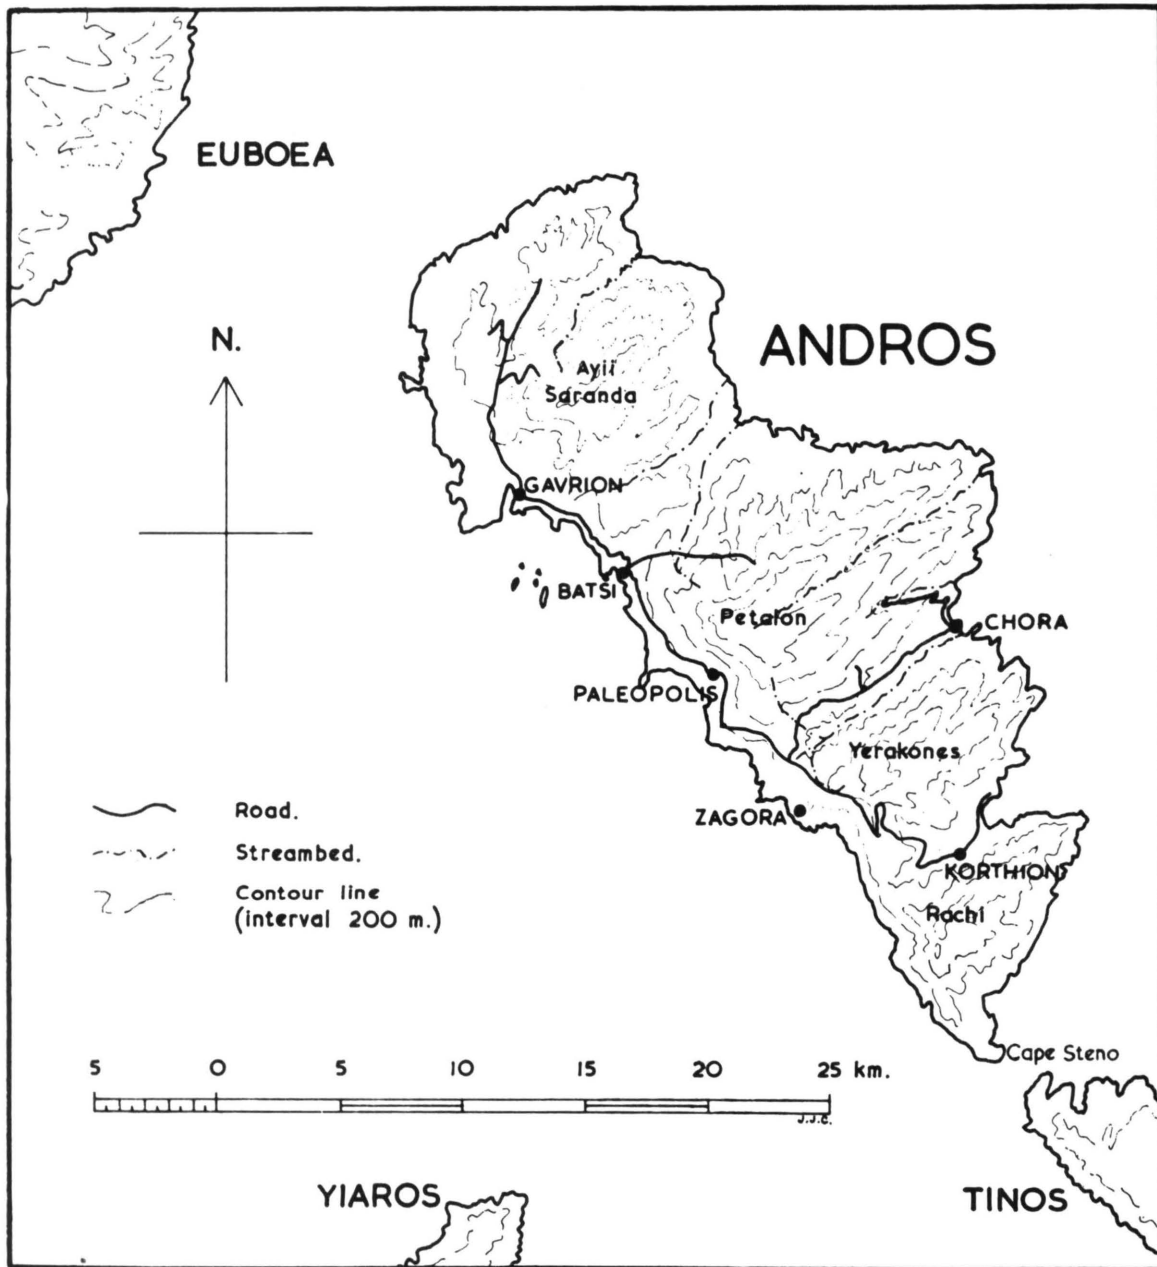 EUBOEA
N.
ANDROS
Ayii
Saranda
GAVRION
BATSI
Petalon
CHORA
PALEOPOLIS
Yerakones
ZAGORA
KORTHION
Rachi
Road.
Streambed.
Contour line
(interval 200 m.)
Cape Steno
5 0 5 10 15 20 25 km.
J.J.C.
YIAROS
TINOS